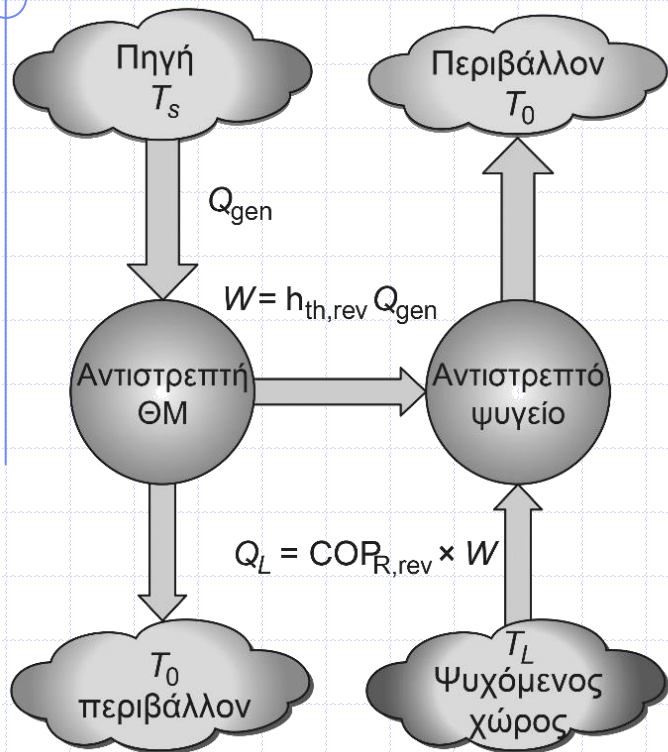 Πηγή
T_s
Περιβάλλον
T_0
Q_gen
W = h_th,rev Q_gen
Αντιστρεπτή
ΘΜ
Αντιστρεπτό
ψυγείο
Q_L = COP_R,rev × W
T_0
περιβάλλον
T_L
Ψυχόμενος
χώρος